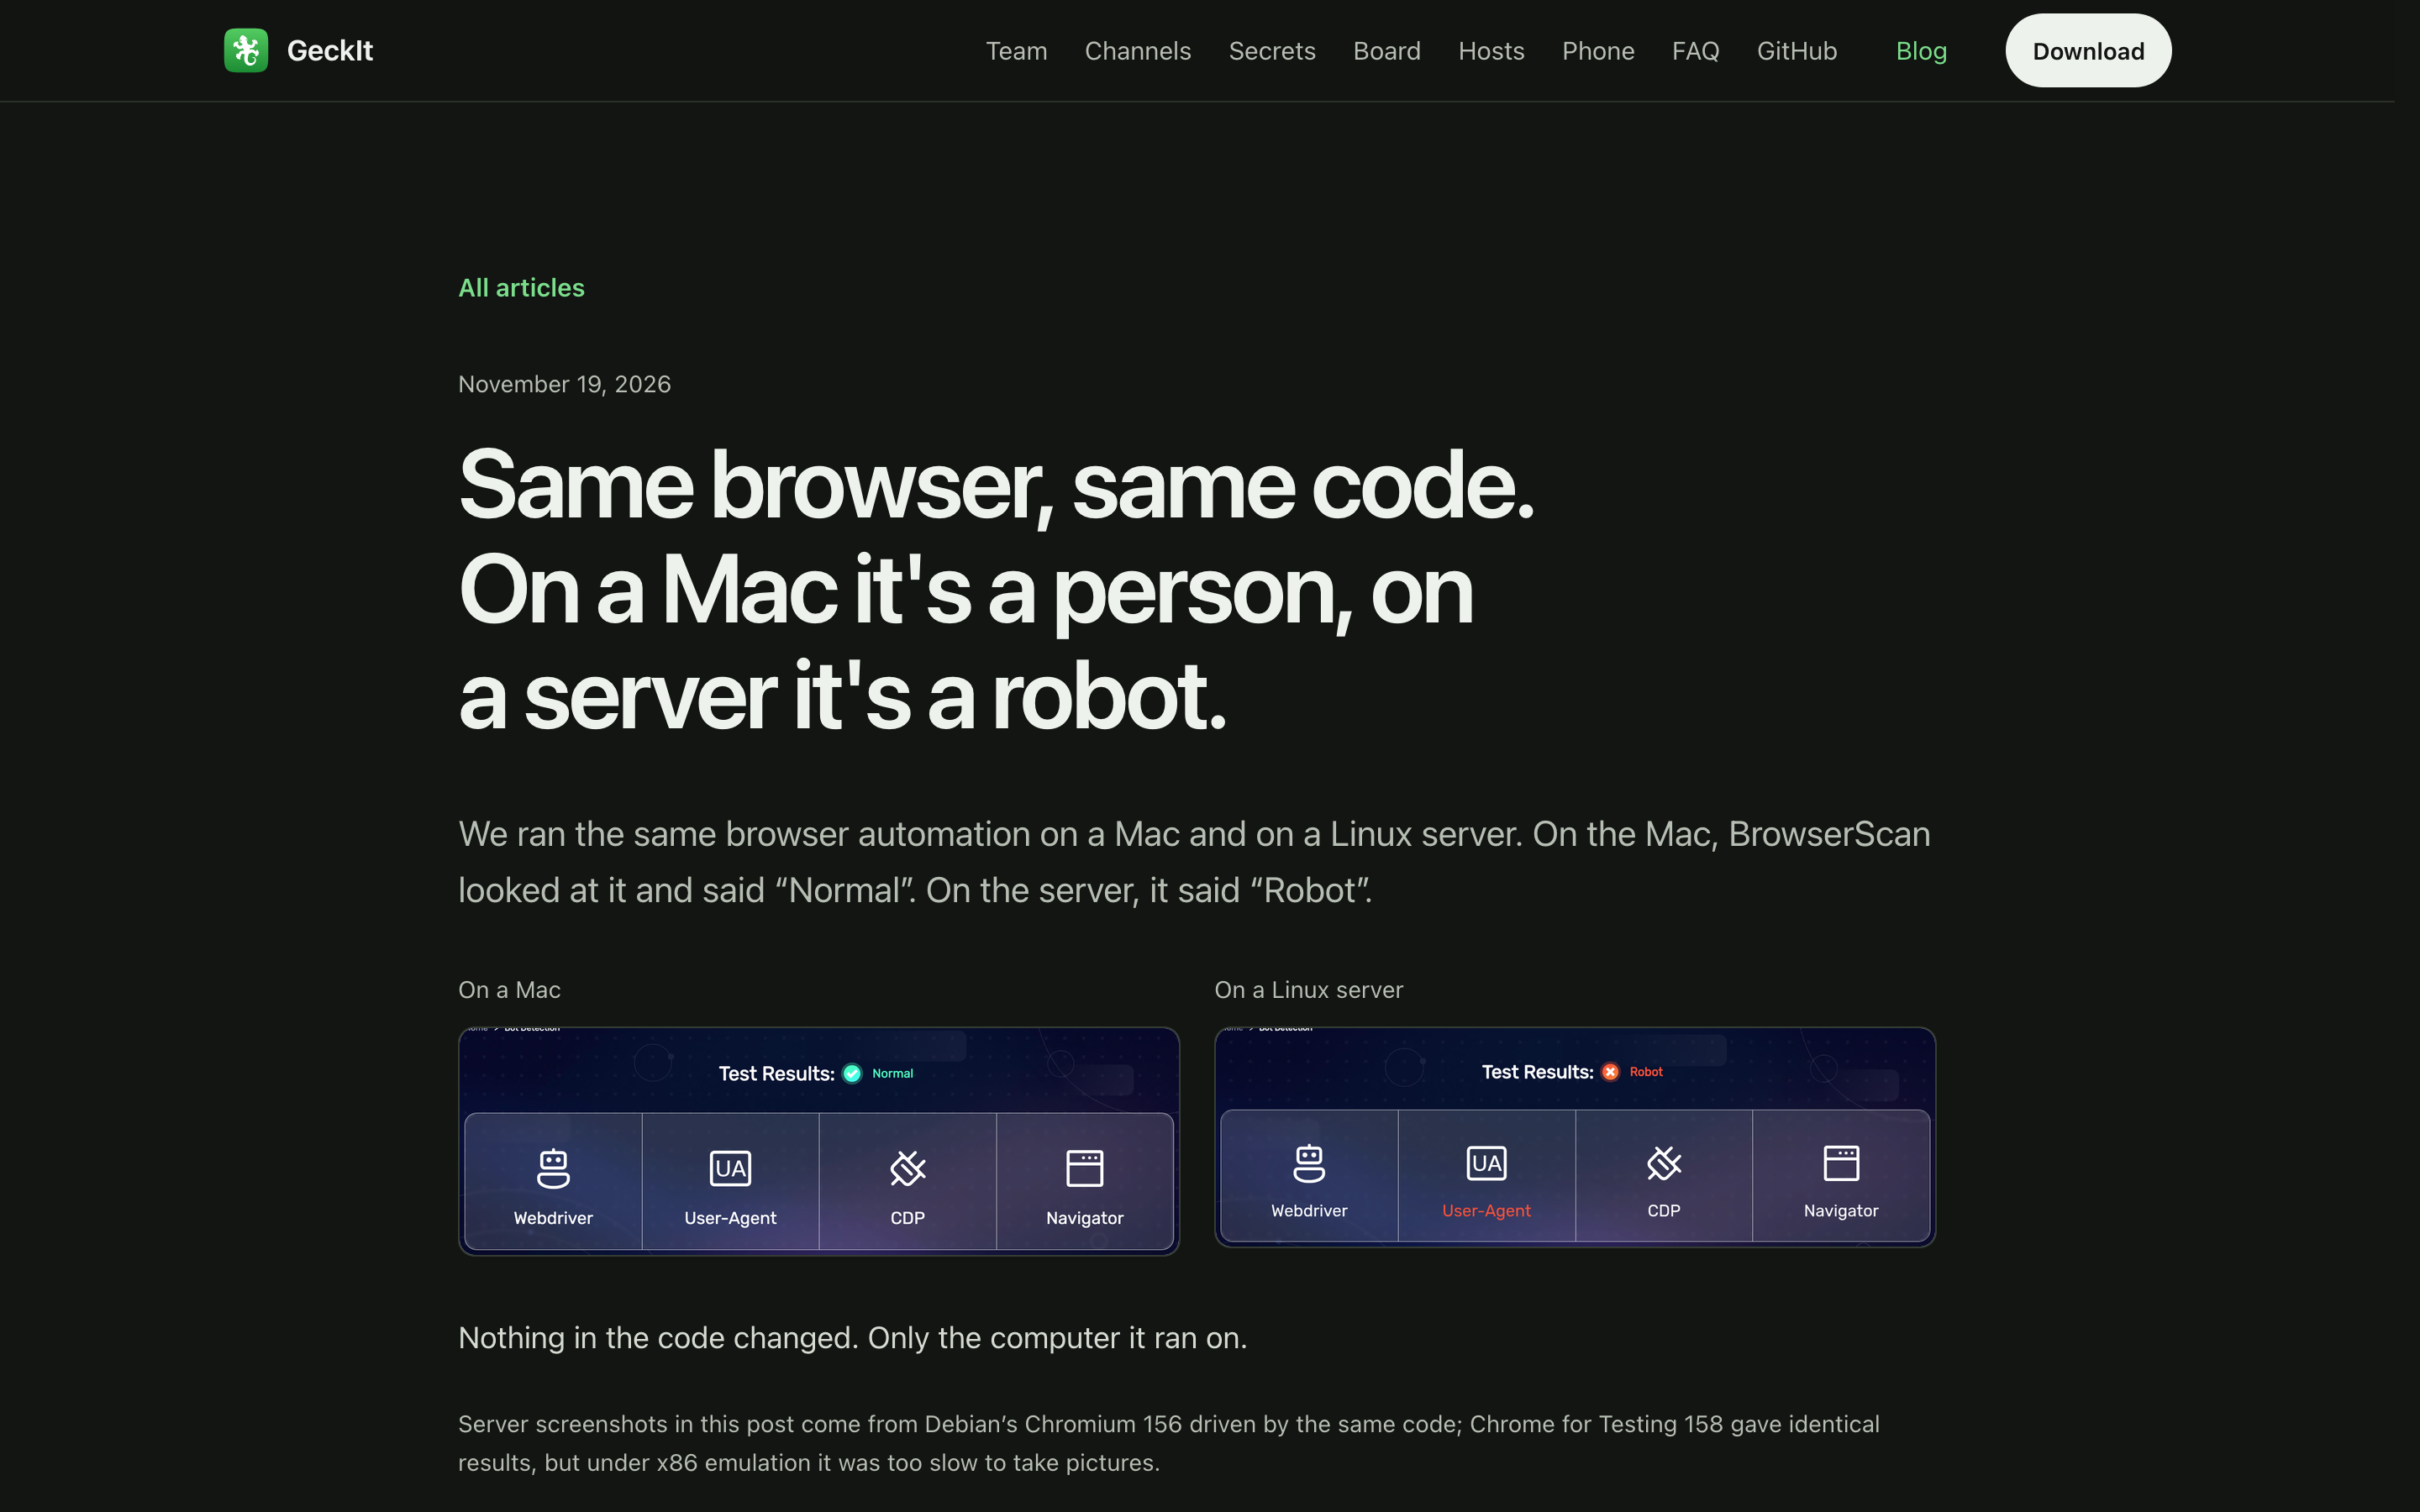 GeckIt
Team
Channels
Secrets
Board
Hosts
Phone
FAQ
GitHub
Blog
Download
All articles
November 19, 2026
Same browser, same code.
On a Mac it's a person, on
a server it's a robot.
We ran the same browser automation on a Mac and on a Linux server. On the Mac, BrowserScan
looked at it and said “Normal”. On the server, it said “Robot”.
On a Mac
Test Results: Normal
Webdriver
UA
User-Agent
CDP
Navigator
On a Linux server
Test Results: Robot
Webdriver
UA
User-Agent
CDP
Navigator
Nothing in the code changed. Only the computer it ran on.
Server screenshots in this post come from Debian’s Chromium 156 driven by the same code; Chrome for Testing 158 gave identical
results, but under x86 emulation it was too slow to take pictures.